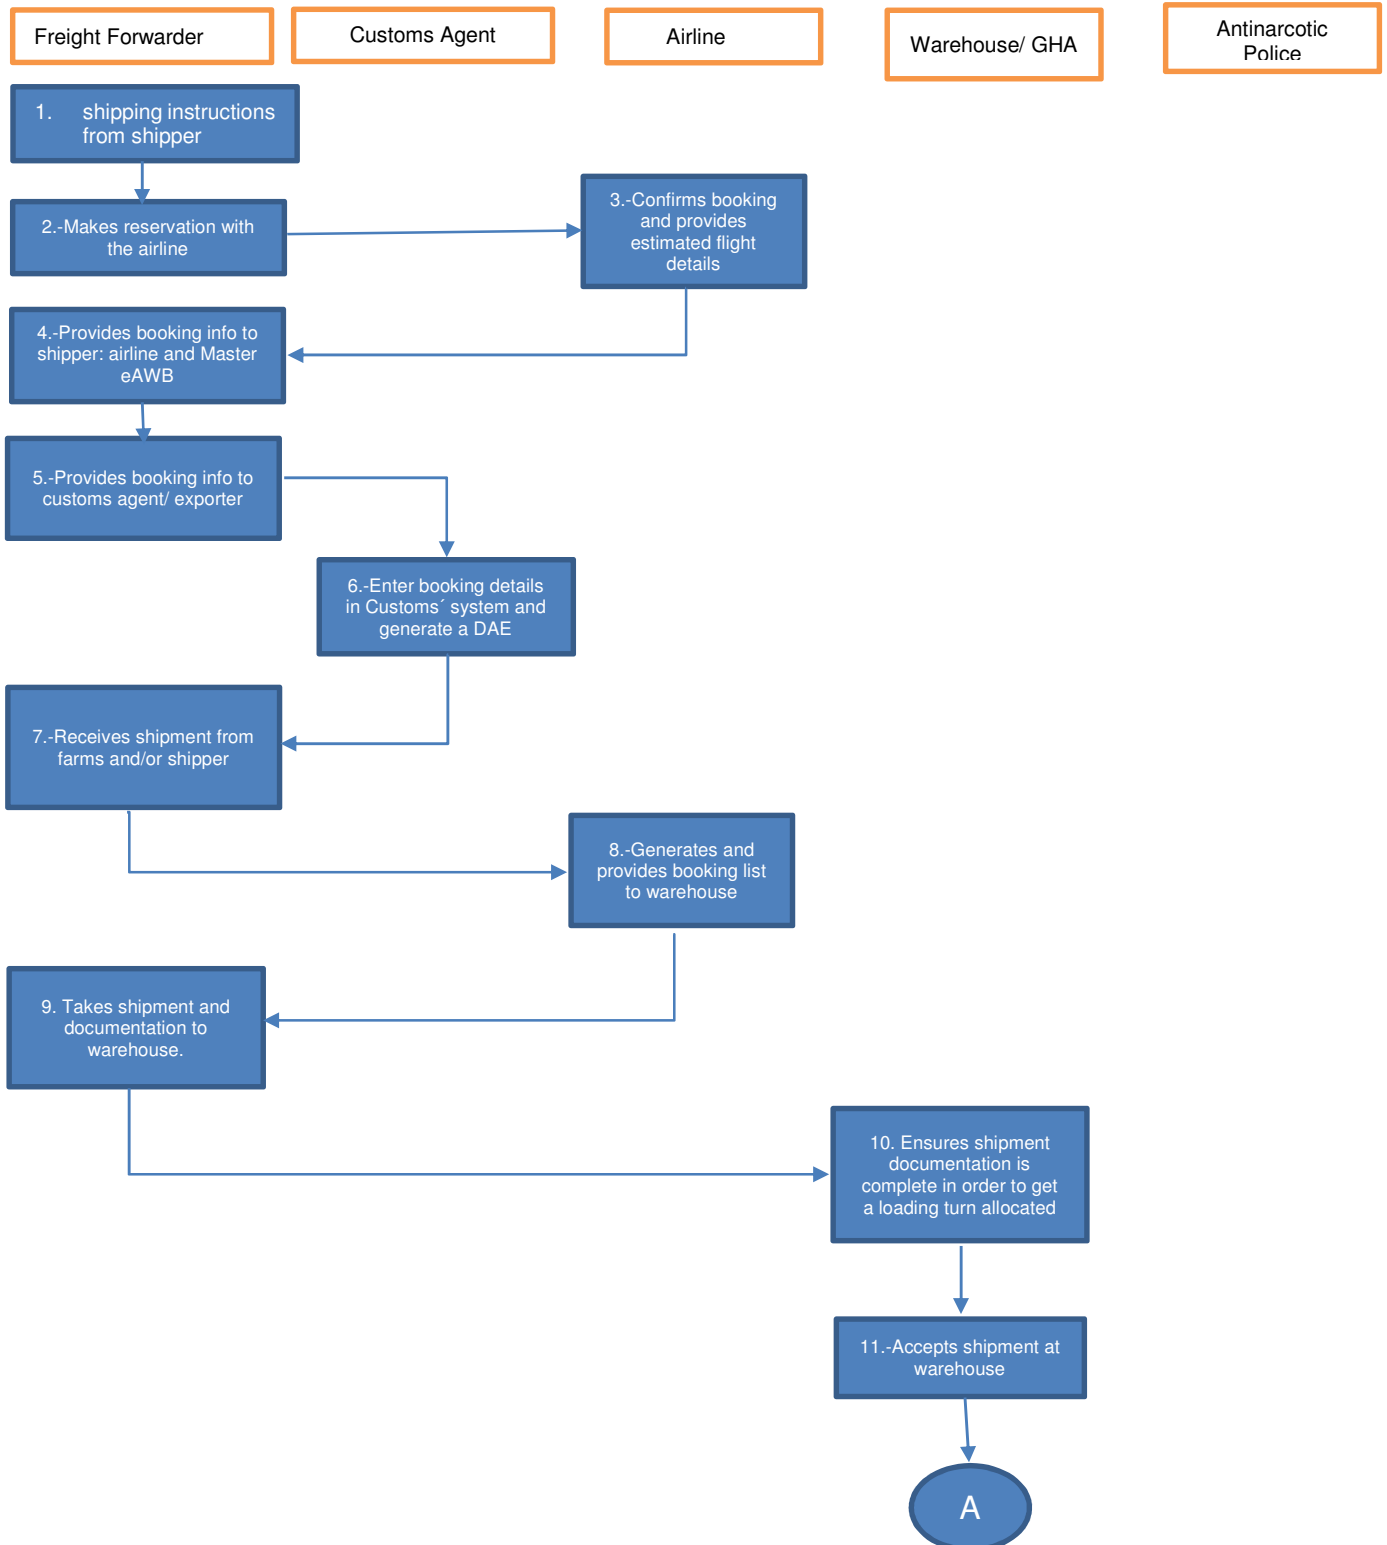 Freight Forwarder
Customs Agent
Airline
Warehouse/ GHA
Antinarcotic
Police
1. shipping instructions
from shipper
2.-Makes reservation with
the airline
3.-Confirms booking
and provides
estimated flight
details
4.-Provides booking info to
shipper: airline and Master
eAWB
5.-Provides booking info to
customs agent/ exporter
6.-Enter booking details
in Customs´ system and
generate a DAE
7.-Receives shipment from
farms and/or shipper
8.-Generates and
provides booking list
to warehouse
9. Takes shipment and
documentation to
warehouse.
10. Ensures shipment
documentation is
complete in order to get
a loading turn allocated
11.-Accepts shipment at
warehouse
A